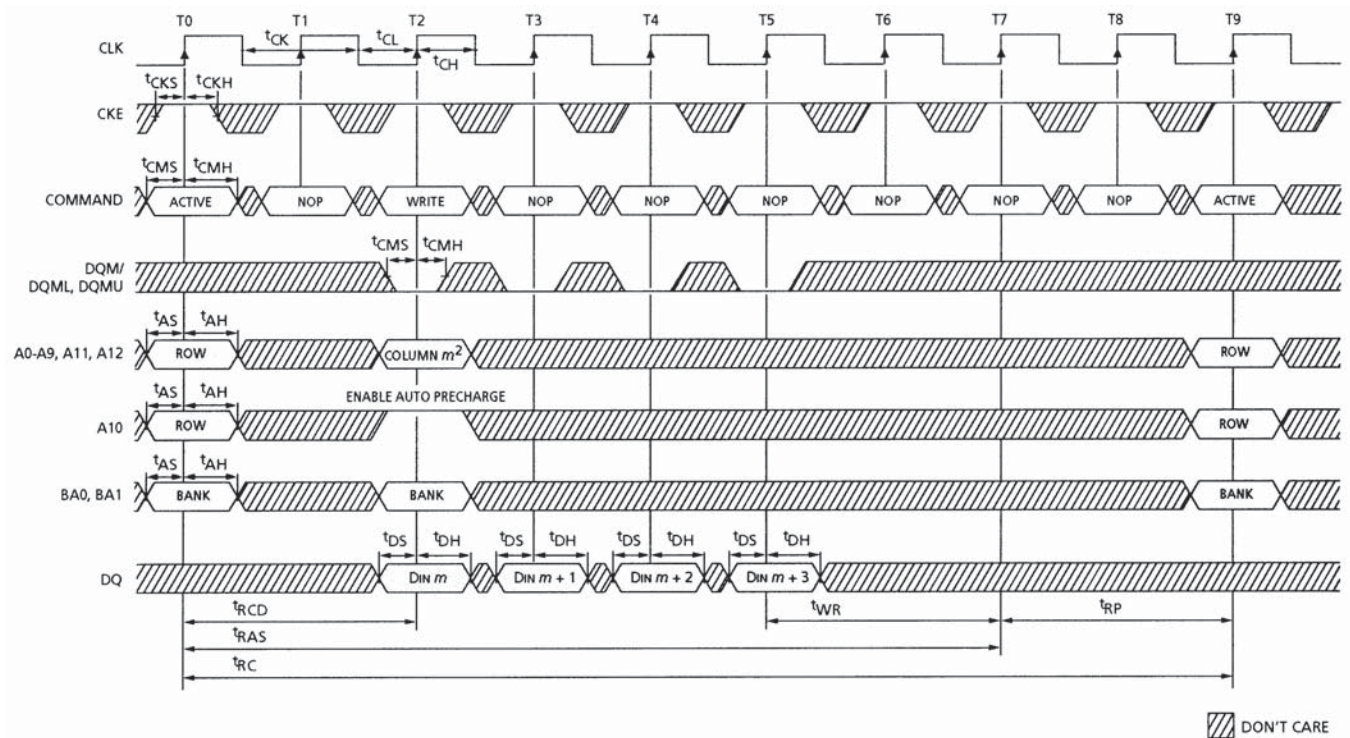 T0 T1 T2 T3 T4 T5 T6 T7 T8 T9
CLK
tCK tCL
tCH
tCKS tCKH
CKE
tCMS tCMH
COMMAND ACTIVE NOP WRITE NOP NOP NOP NOP NOP NOP ACTIVE
tCMS tCMH
DQM/
DQML, DQMU
tAS tAH
A0-A9, A11, A12 ROW COLUMN m² ROW
ENABLE AUTO PRECHARGE
tAS tAH
A10 ROW ROW
tAS tAH
BA0, BA1 BANK BANK BANK
tDS tDH tDS tDH tDS tDH tDS tDH
DQ DIN m DIN m + 1 DIN m + 2 DIN m + 3
tRCD tWR tRP
tRAS
tRC
DON'T CARE